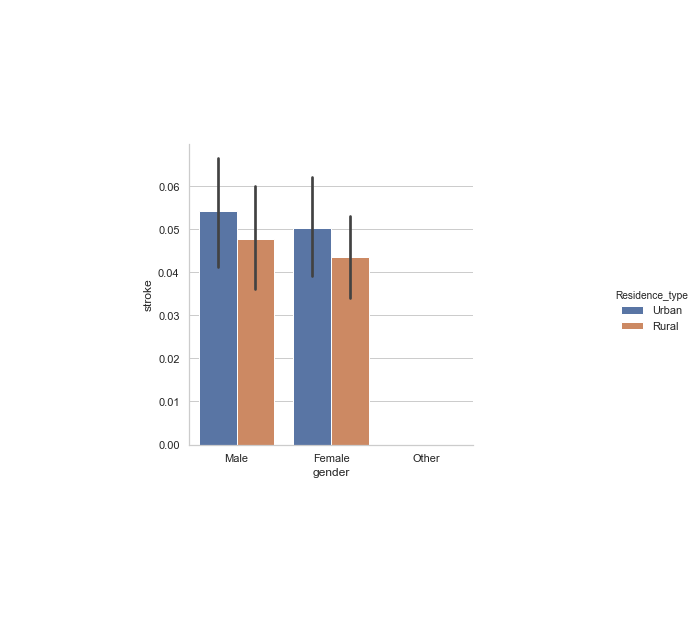 0.06
0.05
0.04
0.03
0.02
0.01
0.00
stroke
Male Female Other
gender
Residence_type
Urban
Rural